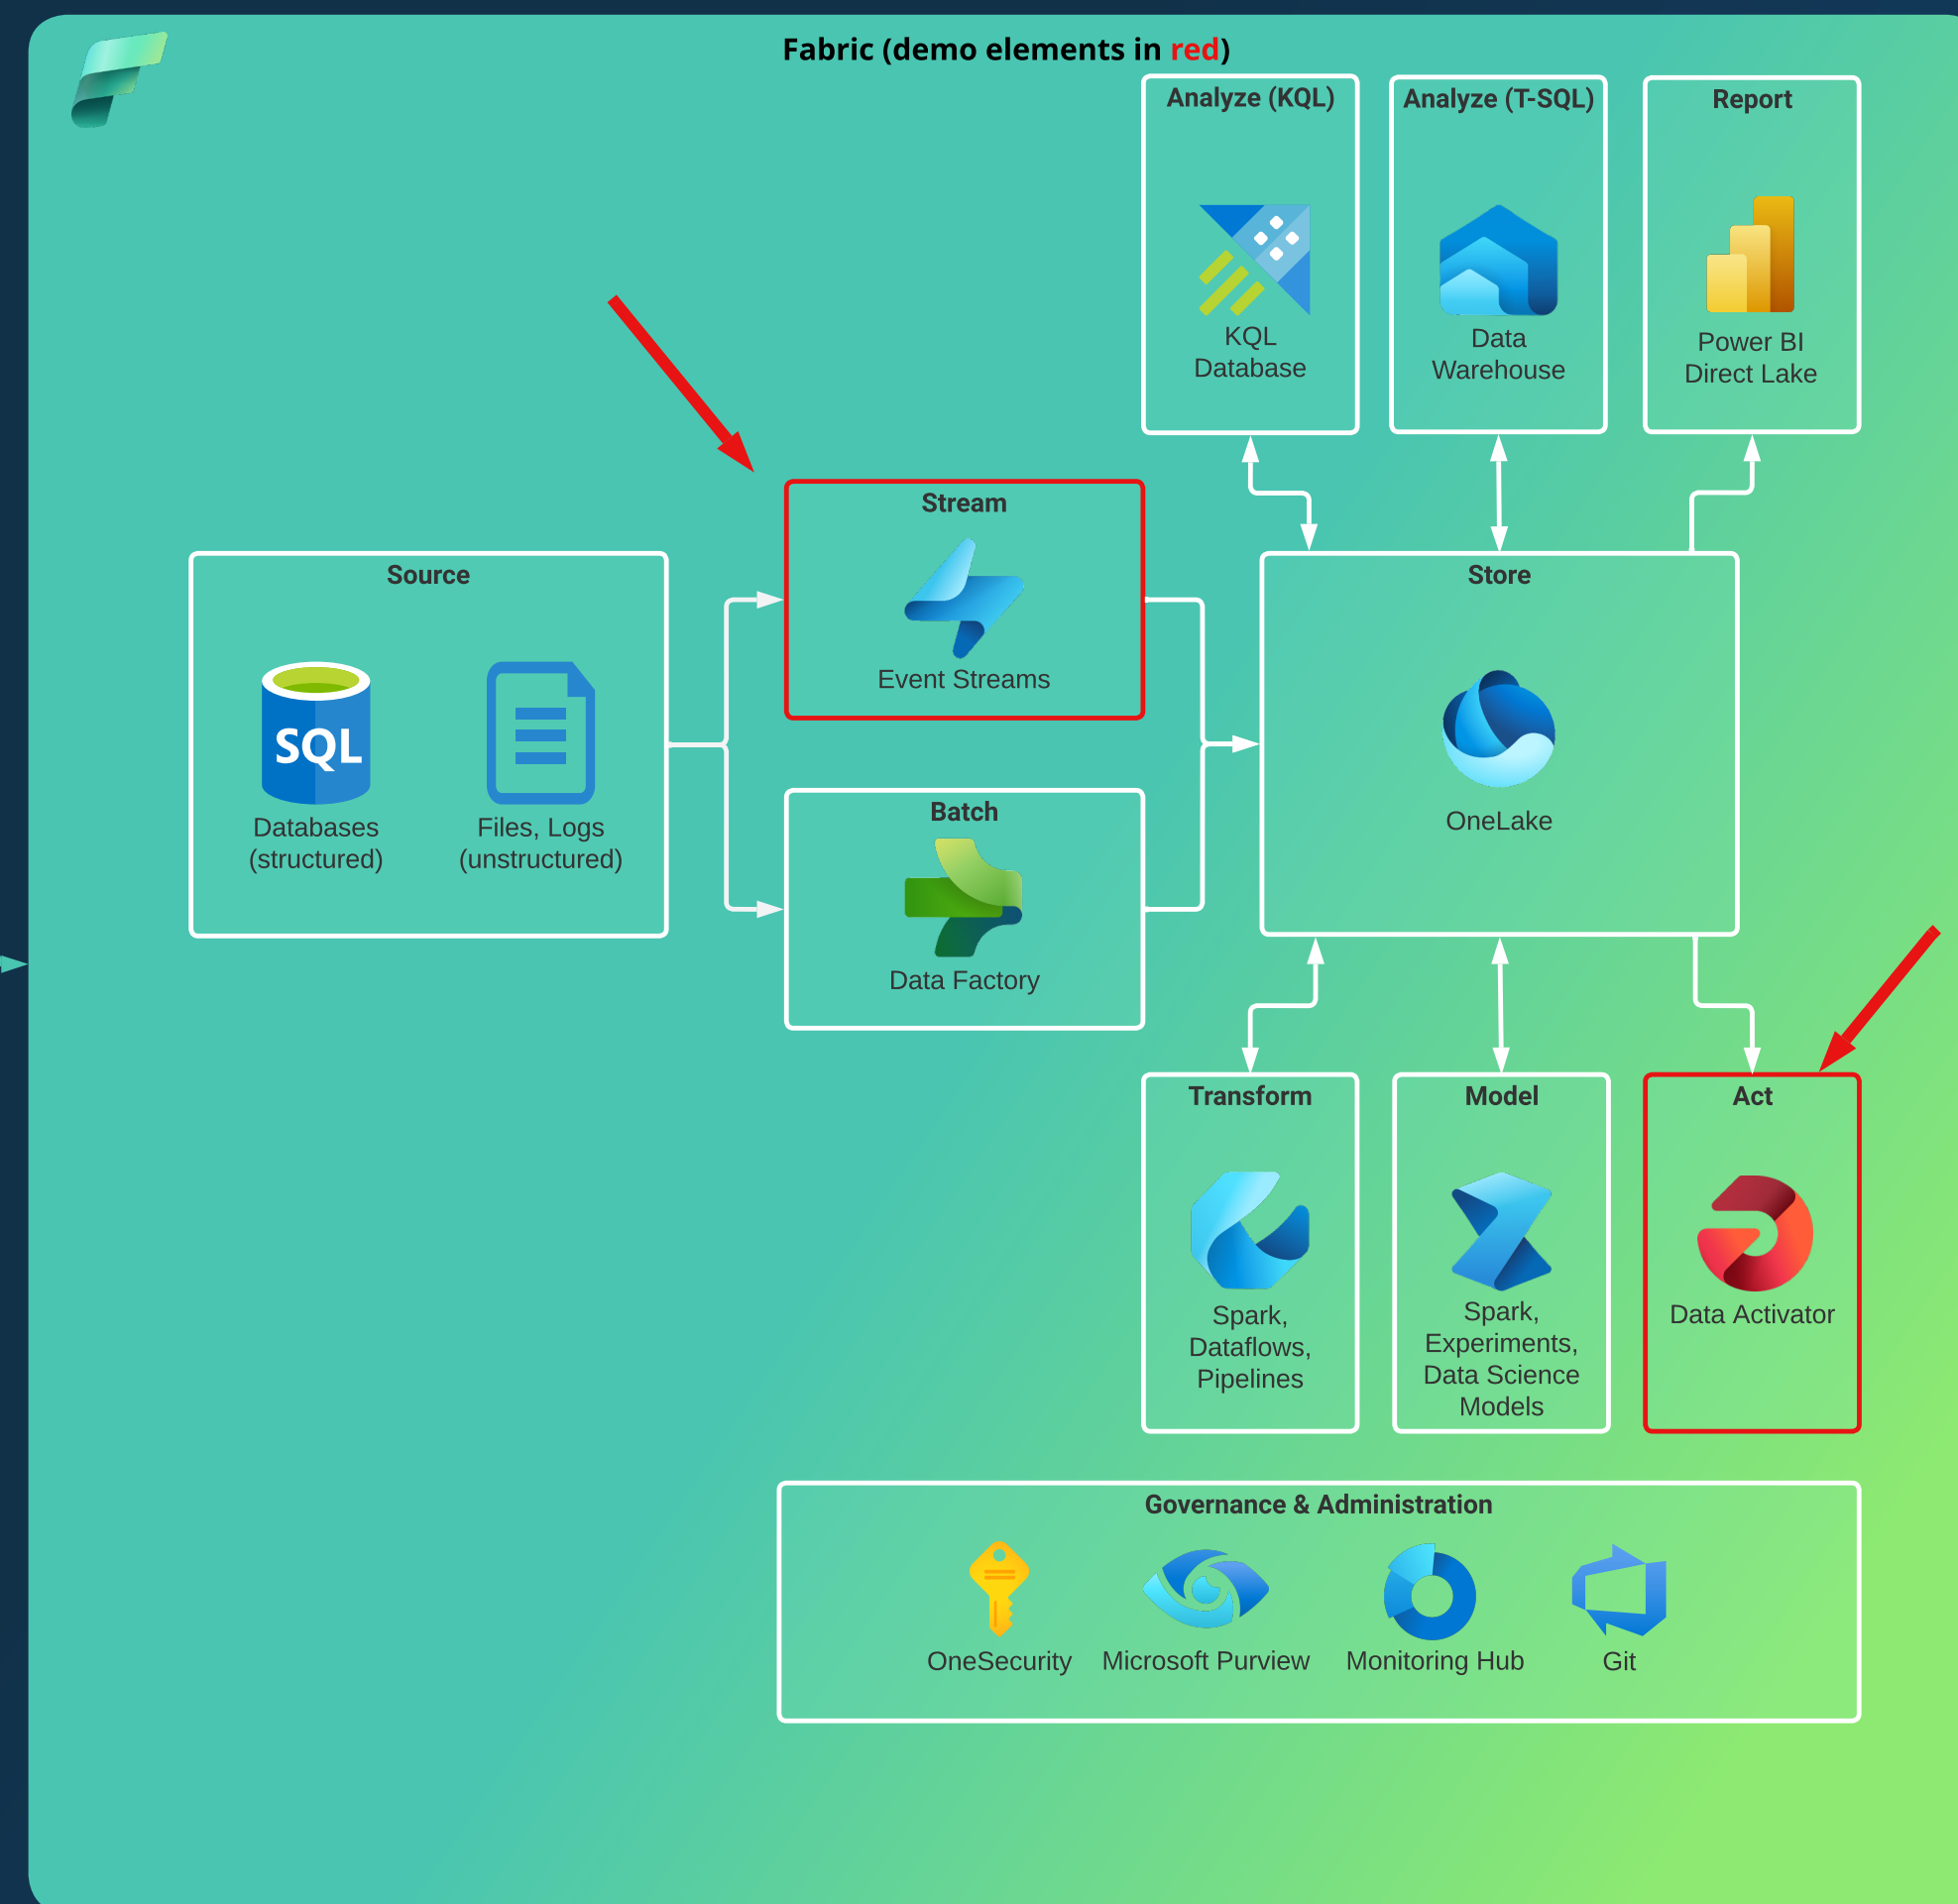 Fabric (demo elements in red)
Analyze (KQL)
KQL
Database
Analyze (T-SQL)
Data
Warehouse
Report
Power BI
Direct Lake
Source
SQL
Databases
(structured)
Files, Logs
(unstructured)
Stream
Event Streams
Batch
Data Factory
Store
OneLake
Transform
Spark,
Dataflows,
Pipelines
Model
Spark,
Experiments,
Data Science
Models
Act
Data Activator
Governance & Administration
OneSecurity
Microsoft Purview
Monitoring Hub
Git